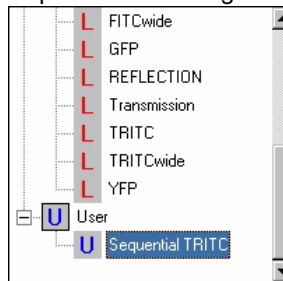 L FITCwide
L GFP
L REFLECTION
L Transmission
L TRITC
L TRITCwide
L YFP
U User
U Sequential TRITC